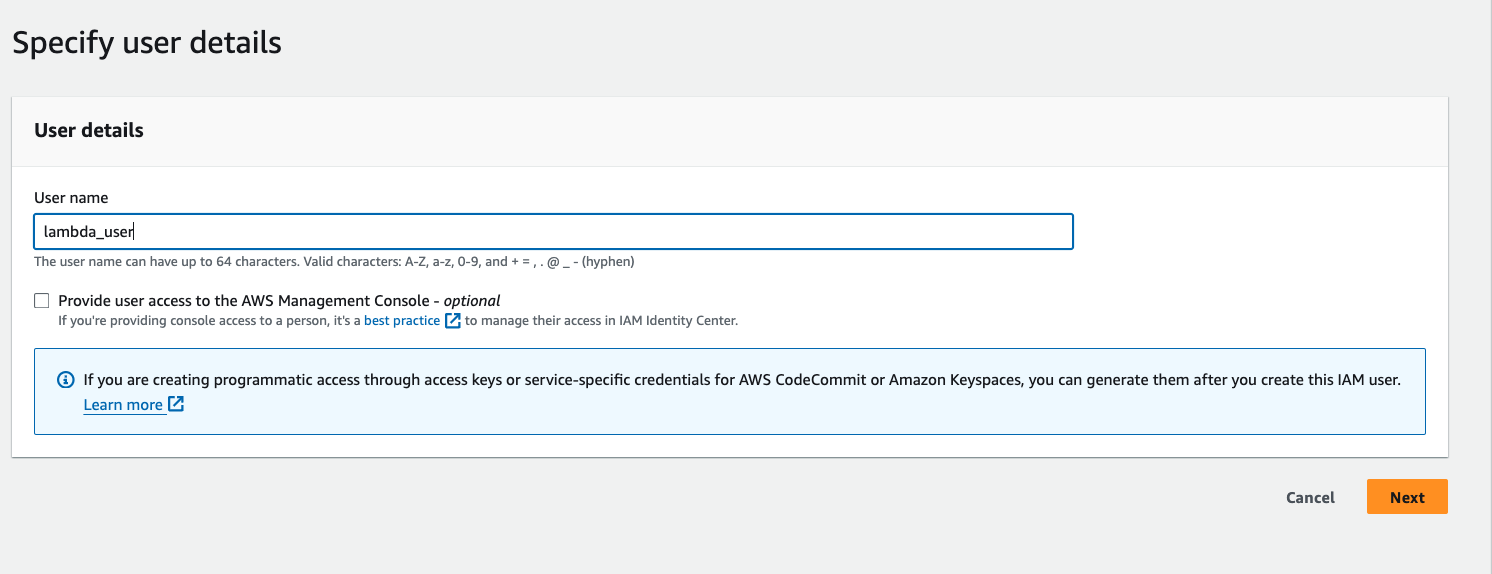 Specify user details
User details
User name
lambda_user
The user name can have up to 64 characters. Valid characters: A-Z, a-z, 0-9, and + = , . @ _ - (hyphen)
Provide user access to the AWS Management Console - optional
If you're providing console access to a person, it's a best practice to manage their access in IAM Identity Center.
If you are creating programmatic access through access keys or service-specific credentials for AWS CodeCommit or Amazon Keyspaces, you can generate them after you create this IAM user.
Learn more
Cancel Next